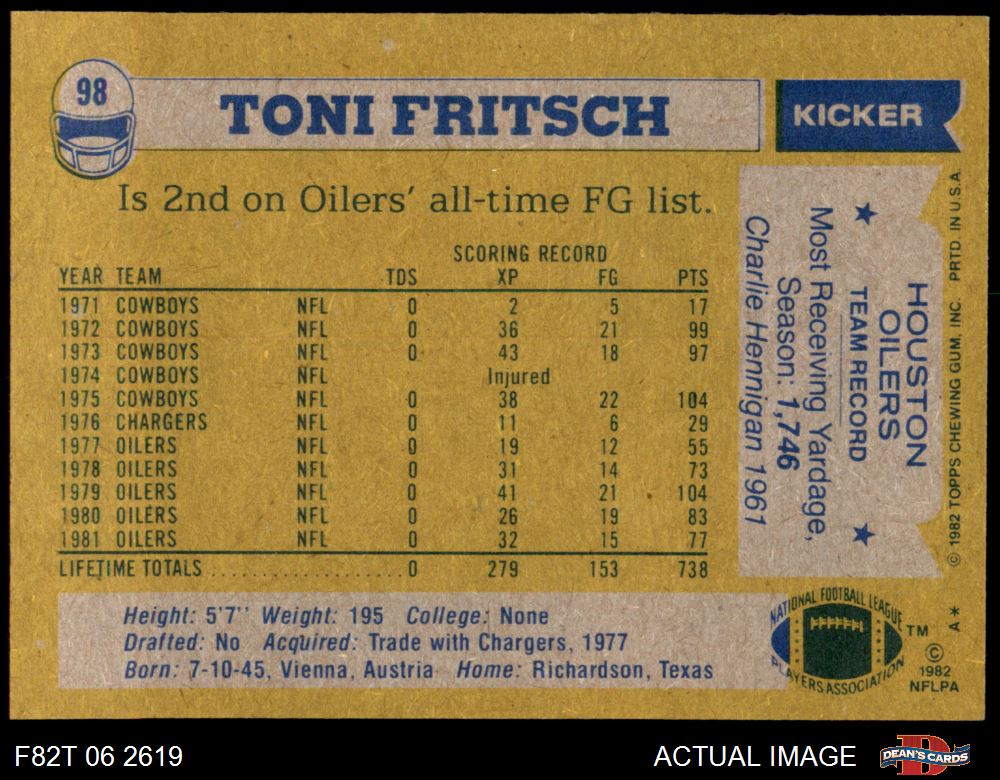 98
TONI FRITSCH
KICKER
Is 2nd on Oilers' all-time FG list.
SCORING RECORD
YEAR TEAM TDS XP FG PTS
1971 COWBOYS NFL 0 2 5 17
1972 COWBOYS NFL 0 36 21 99
1973 COWBOYS NFL 0 43 18 97
1974 COWBOYS NFL Injured
1975 COWBOYS NFL 0 38 22 104
1976 CHARGERS NFL 0 11 6 29
1977 OILERS NFL 0 19 12 55
1978 OILERS NFL 0 31 14 73
1979 OILERS NFL 0 41 21 104
1980 OILERS NFL 0 26 19 83
1981 OILERS NFL 0 32 15 77
LIFETIME TOTALS ........................0 279 153 738
Height: 5'7" Weight: 195 College: None
Drafted: No Acquired: Trade with Chargers, 1977
Born: 7-10-45, Vienna, Austria Home: Richardson, Texas
HOUSTON
OILERS
★ TEAM RECORD ★
Most Receiving Yardage,
Season: 1,746
Charlie Hennigan 1961
© 1982 TOPPS CHEWING GUM, INC. PRTD. IN U.S.A.
A*
NATIONAL FOOTBALL LEAGUE
PLAYERS ASSOCIATION
TM
©
1982
NFLPA
F82T 06 2619
ACTUAL IMAGE
DEAN'S CARDS